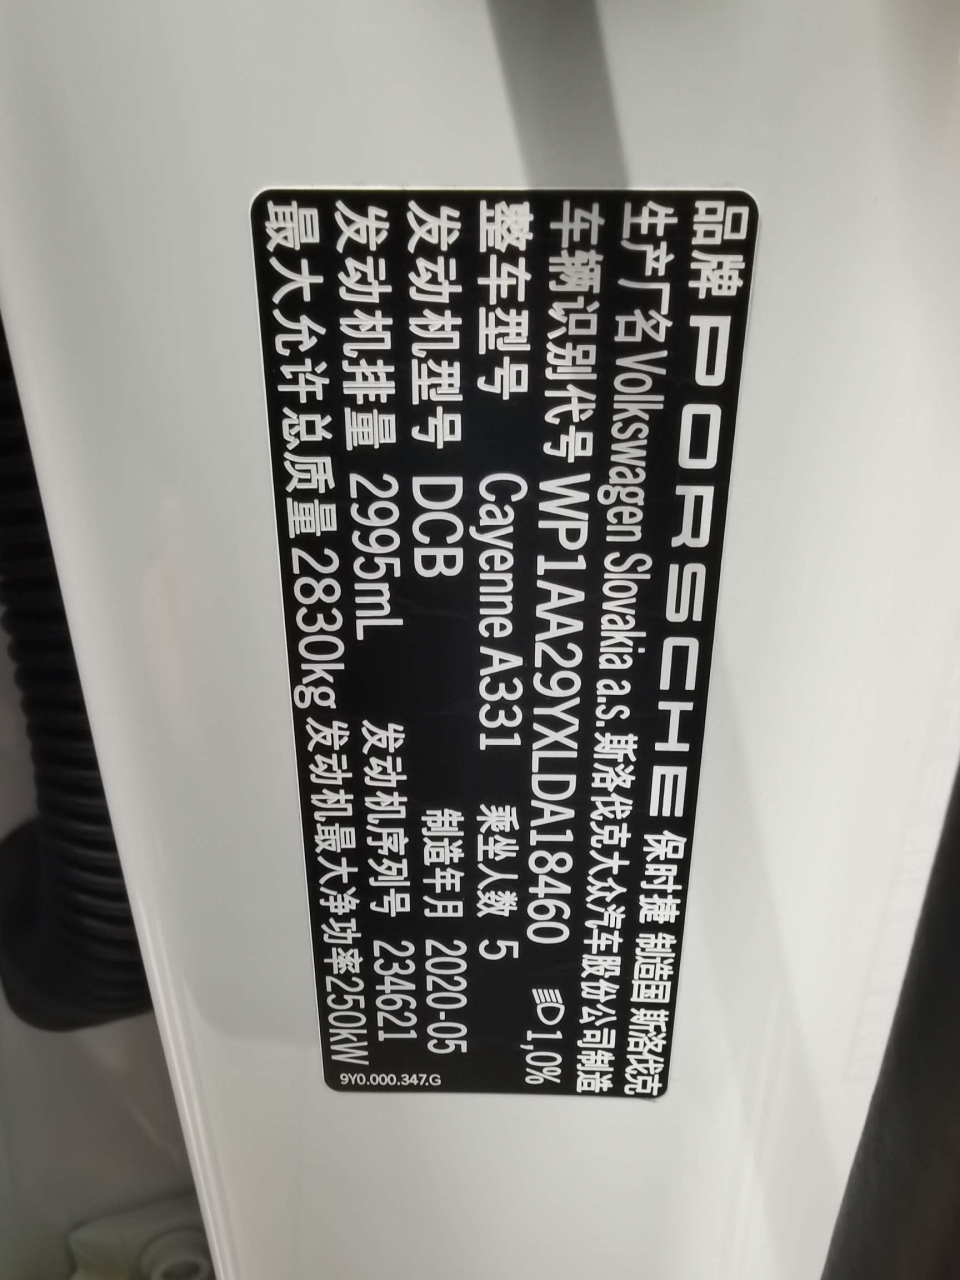 品牌 PORSCHE 保时捷 制造国 斯洛伐克
生产厂名 Volkswagen Slovakia a.s. 斯洛伐克大众汽车股份公司制造
车辆识别代号 WP1AA29YXLDA18460 1,0%
整车型号 Cayenne A331 乘坐人数 5
发动机型号 DCB 制造年月 2020-05
发动机排量 2995mL 发动机序列号 234621
最大允许总质量 2830kg 发动机最大净功率250kW
9Y0.000.347.G